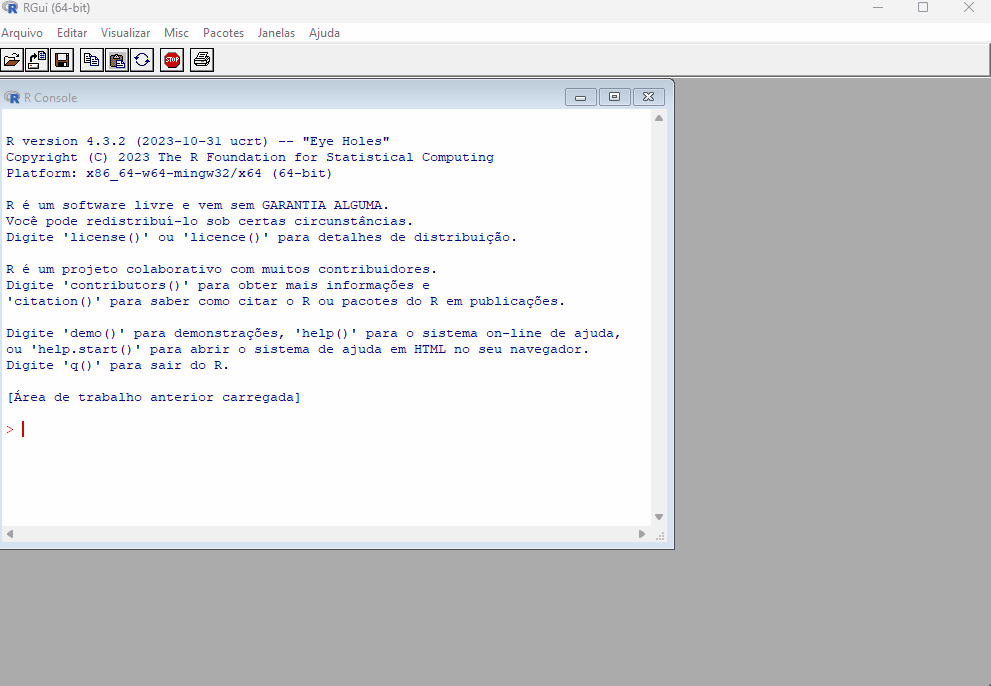 RGui (64-bit)
Arquivo Editar Visualizar Misc Pacotes Janelas Ajuda
STOP
R Console
R version 4.3.2 (2023-10-31 ucrt) -- "Eye Holes"
Copyright (C) 2023 The R Foundation for Statistical Computing
Platform: x86_64-w64-mingw32/x64 (64-bit)
R é um software livre e vem sem GARANTIA ALGUMA.
Você pode redistribuí-lo sob certas circunstâncias.
Digite 'license()' ou 'licence()' para detalhes de distribuição.
R é um projeto colaborativo com muitos contribuidores.
Digite 'contributors()' para obter mais informações e
'citation()' para saber como citar o R ou pacotes do R em publicações.
Digite 'demo()' para demonstrações, 'help()' para o sistema on-line de ajuda,
ou 'help.start()' para abrir o sistema de ajuda em HTML no seu navegador.
Digite 'q()' para sair do R.
[Área de trabalho anterior carregada]
>